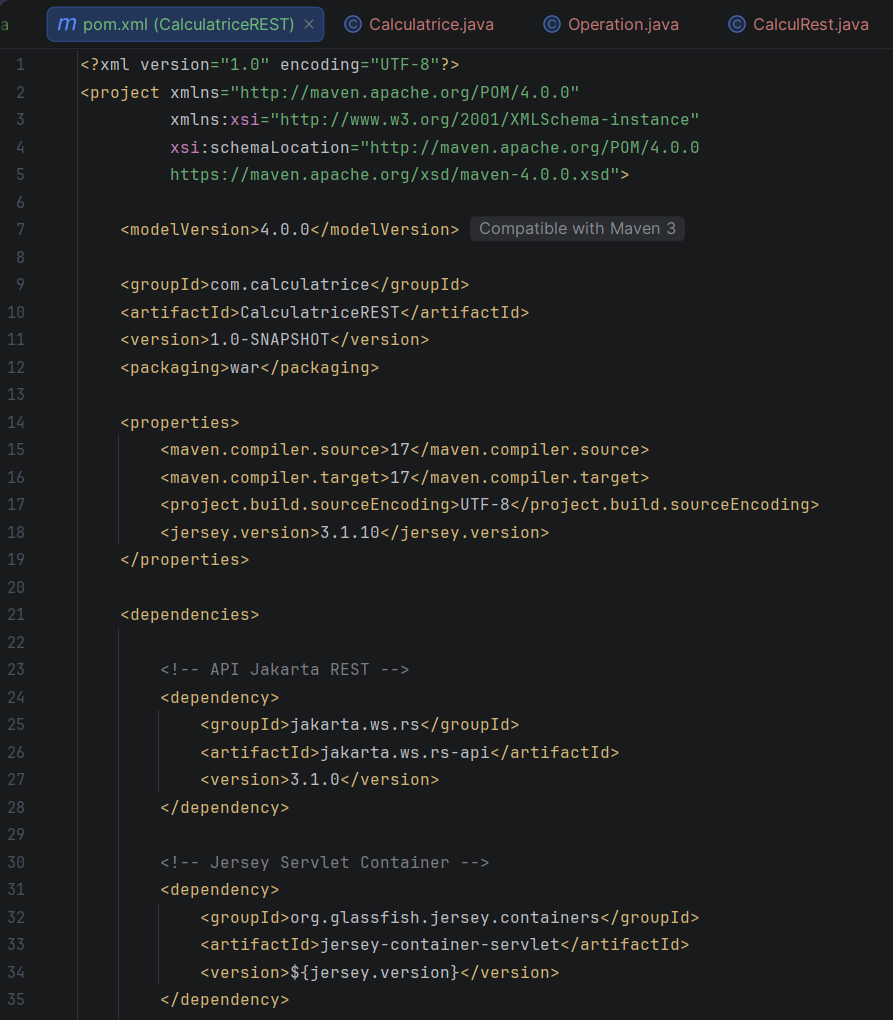 a
m pom.xml (CalculatriceREST) ×
C Calculatrice.java
C Operation.java
C CalculRest.java
1 <?xml version="1.0" encoding="UTF-8"?>
2 <project xmlns="http://maven.apache.org/POM/4.0.0"
3 xmlns:xsi="http://www.w3.org/2001/XMLSchema-instance"
4 xsi:schemaLocation="http://maven.apache.org/POM/4.0.0
5 https://maven.apache.org/xsd/maven-4.0.0.xsd">
6
7 <modelVersion>4.0.0</modelVersion> Compatible with Maven 3
8
9 <groupId>com.calculatrice</groupId>
10 <artifactId>CalculatriceREST</artifactId>
11 <version>1.0-SNAPSHOT</version>
12 <packaging>war</packaging>
13
14 <properties>
15 <maven.compiler.source>17</maven.compiler.source>
16 <maven.compiler.target>17</maven.compiler.target>
17 <project.build.sourceEncoding>UTF-8</project.build.sourceEncoding>
18 <jersey.version>3.1.10</jersey.version>
19 </properties>
20
21 <dependencies>
22
23 <!-- API Jakarta REST -->
24 <dependency>
25 <groupId>jakarta.ws.rs</groupId>
26 <artifactId>jakarta.ws.rs-api</artifactId>
27 <version>3.1.0</version>
28 </dependency>
29
30 <!-- Jersey Servlet Container -->
31 <dependency>
32 <groupId>org.glassfish.jersey.containers</groupId>
33 <artifactId>jersey-container-servlet</artifactId>
34 <version>${jersey.version}</version>
35 </dependency>